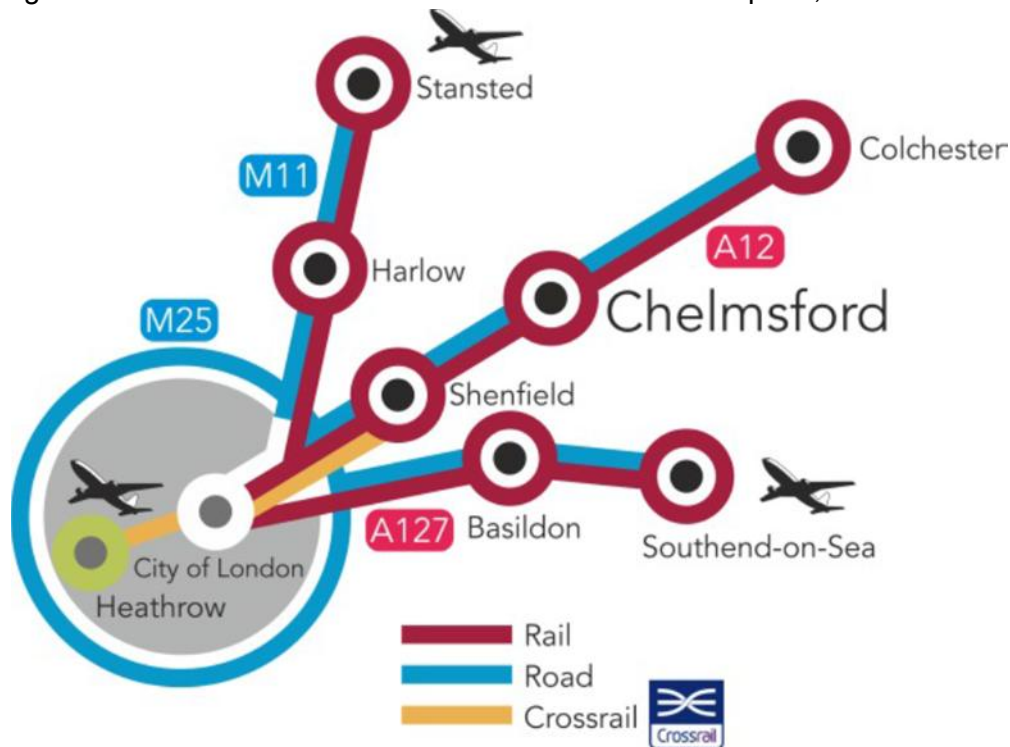 Stansted
Colchester
M11
A12
Harlow
Chelmsford
M25
Shenfield
A127
Basildon
Southend-on-Sea
City of London
Heathrow
Rail
Road
Crossrail
Crossrail